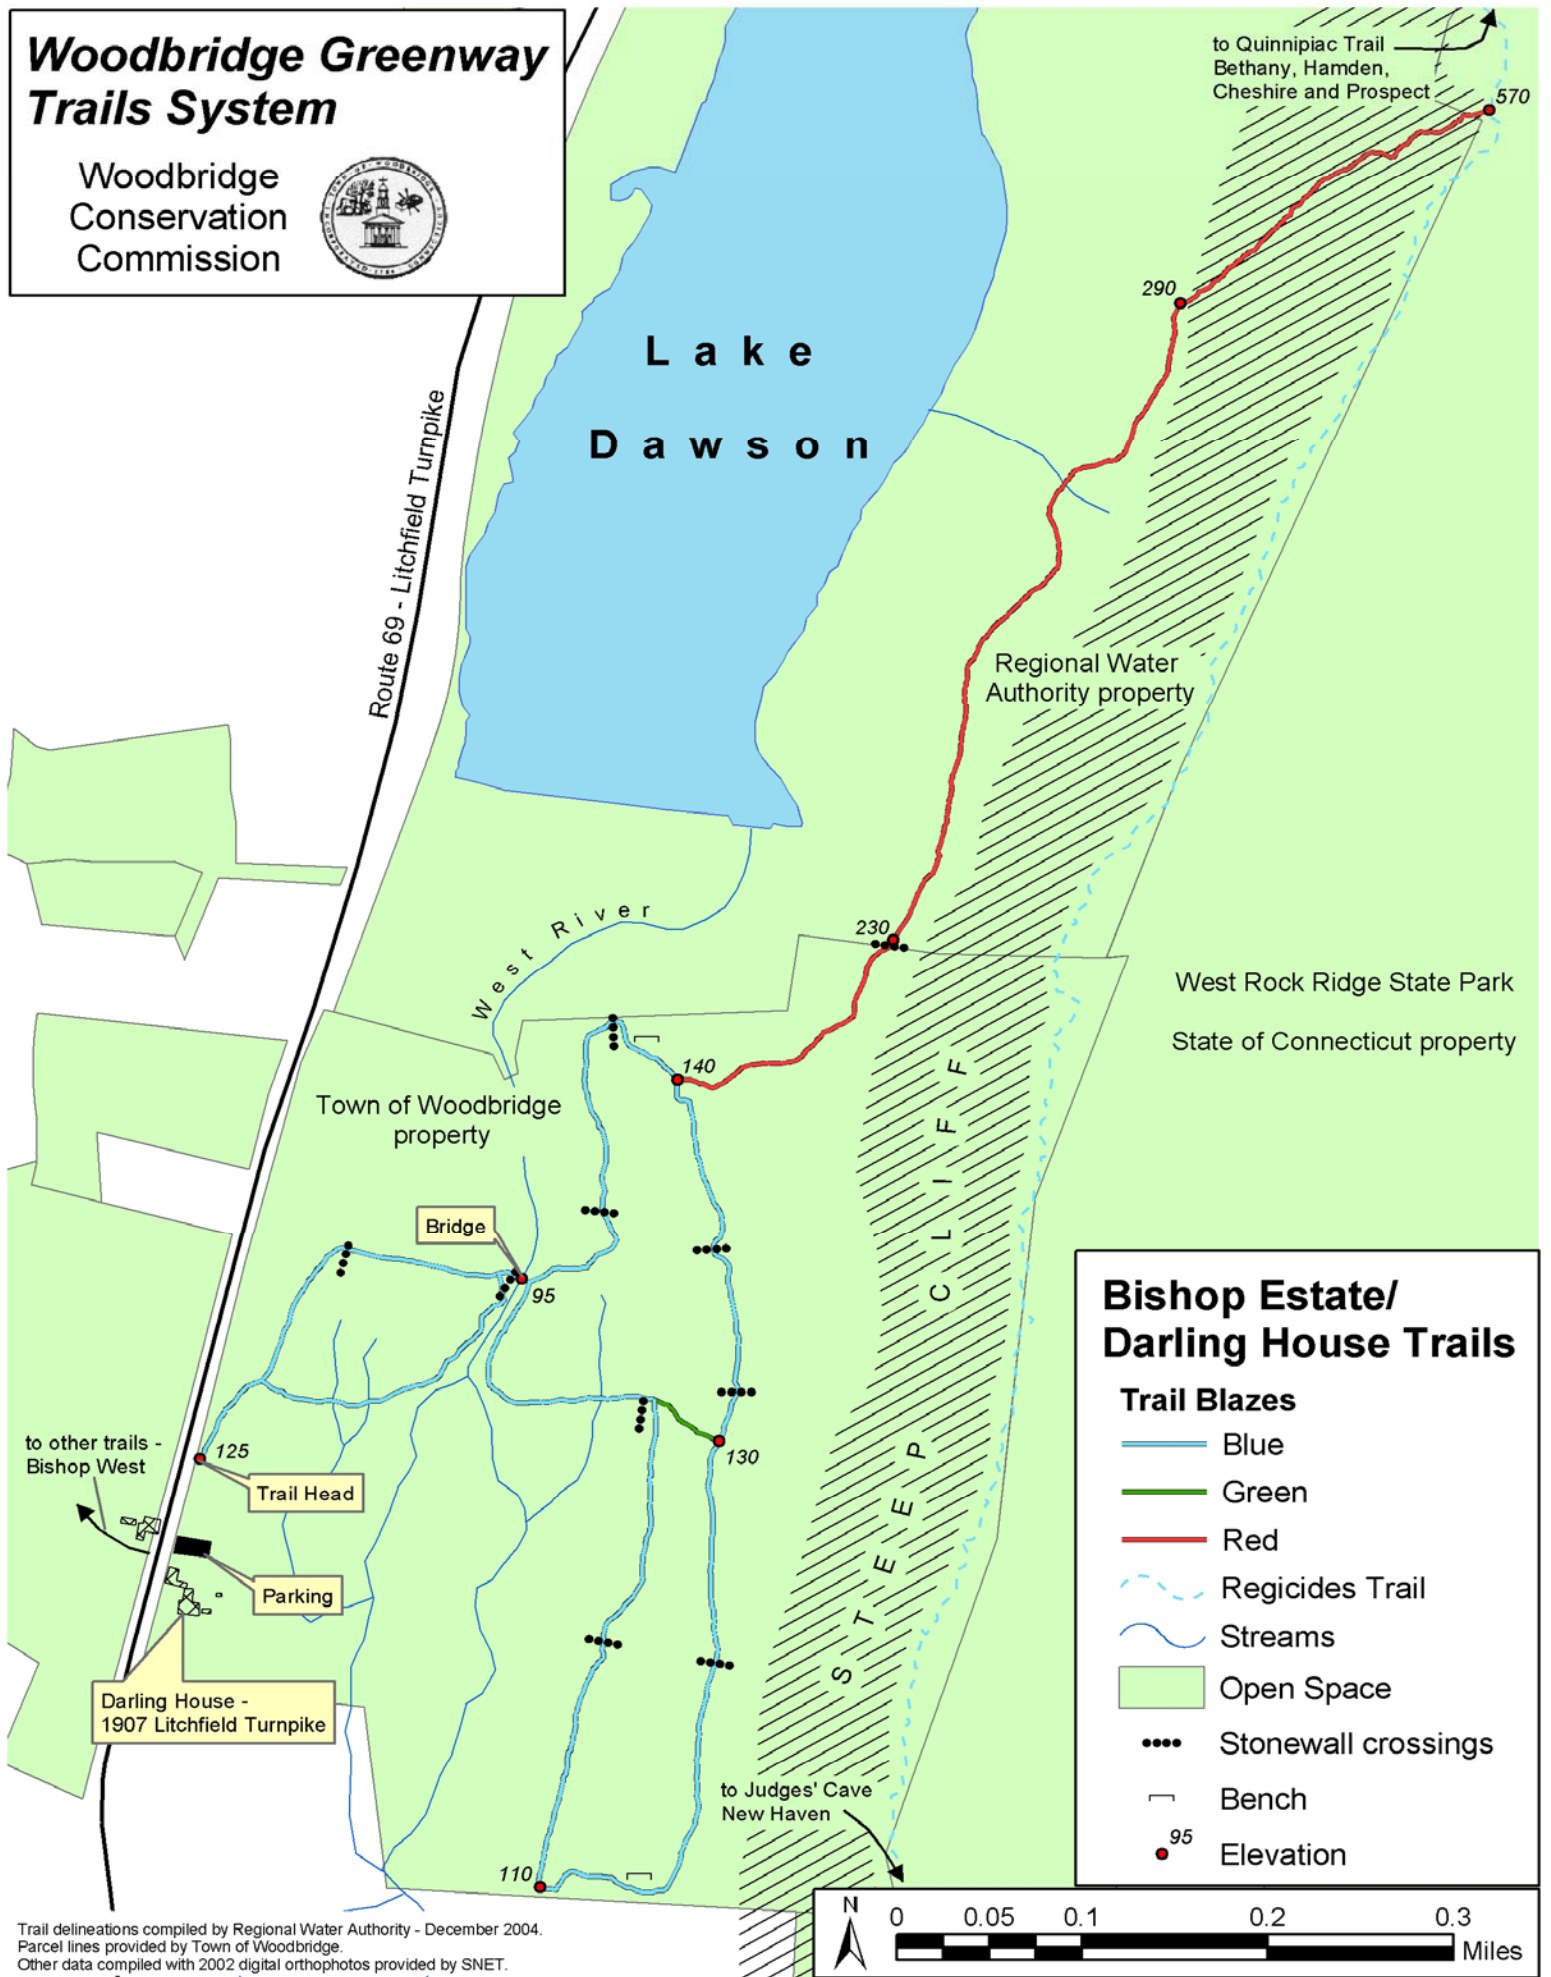 Woodbridge Greenway
Trails System
Woodbridge
Conservation
Commission
to Quinnipiac Trail
Bethany, Hamden,
Cheshire and Prospect
570
290
Lake
Dawson
Route 69 - Litchfield Turnpike
Regional Water
Authority property
230
West River
West Rock Ridge State Park
State of Connecticut property
140
Town of Woodbridge
property
Bridge
95
STEEP CLIFF
125
Trail Head
130
to other trails -
Bishop West
Parking
Darling House -
1907 Litchfield Turnpike
to Judges' Cave
New Haven
110
Bishop Estate/
Darling House Trails
Trail Blazes
Blue
Green
Red
Regicides Trail
Streams
Open Space
Stonewall crossings
Bench
95
Elevation
N
0 0.05 0.1 0.2 0.3
Miles
Trail delineations compiled by Regional Water Authority - December 2004.
Parcel lines provided by Town of Woodbridge.
Other data compiled with 2002 digital orthophotos provided by SNET.